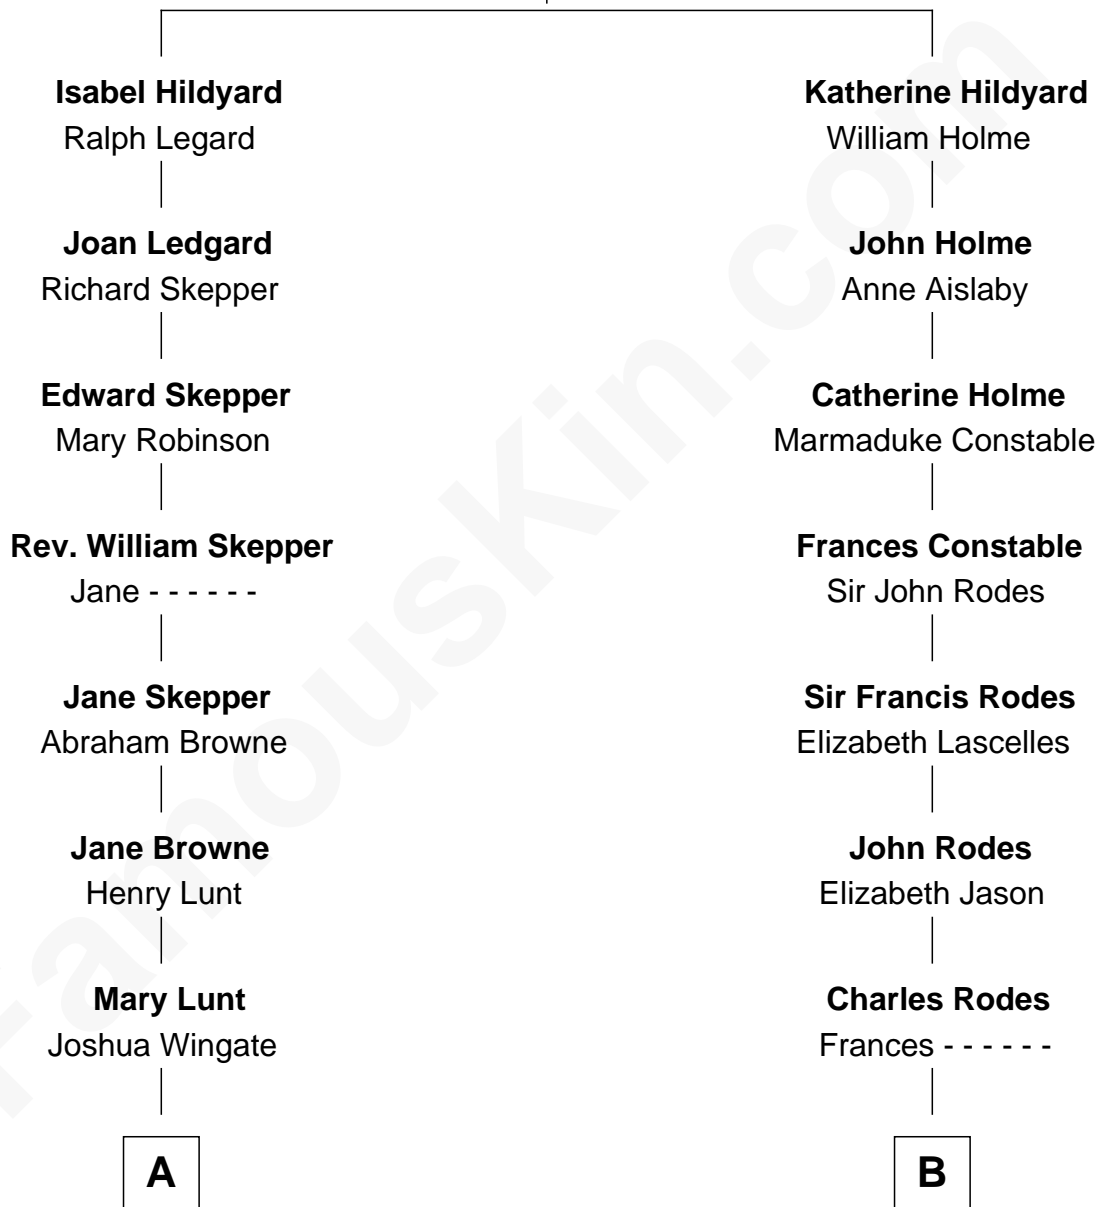 Isabel Hildyard
Ralph Legard
Katherine Hildyard
William Holme
Joan Ledgard
Richard Skepper
John Holme
Anne Aislaby
Edward Skepper
Mary Robinson
Catherine Holme
Marmaduke Constable
Rev. William Skepper
Jane - - - - - -
Frances Constable
Sir John Rodes
Jane Skepper
Abraham Browne
Sir Francis Rodes
Elizabeth Lascelles
Jane Browne
Henry Lunt
John Rodes
Elizabeth Jason
Mary Lunt
Joshua Wingate
Charles Rodes
Frances - - - - - -
A
B
FamousKin.com